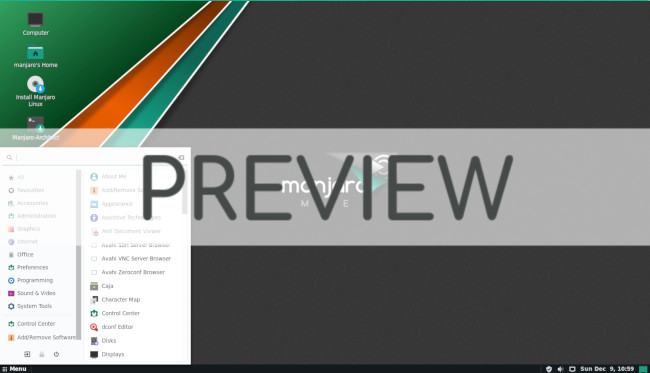 Computer
manjaro's Home
Install Manjaro
Linux
Manjaro-Architect
PREVIEW
manjaro
MATE
All
Favourites
Accessories
Administration
Graphics
Internet
Office
Preferences
Programming
Sound & Video
System Tools
Control Center
Add/Remove Software
About Me
Add/Remove Software
Appearance
Assistive Technologies
Atril Document Viewer
Avahi SSH Server Browser
Avahi VNC Server Browser
Avahi Zeroconf Browser
Caja
Character Map
Control Center
dconf Editor
Disks
Displays
Menu
Sun Dec 9, 10:59